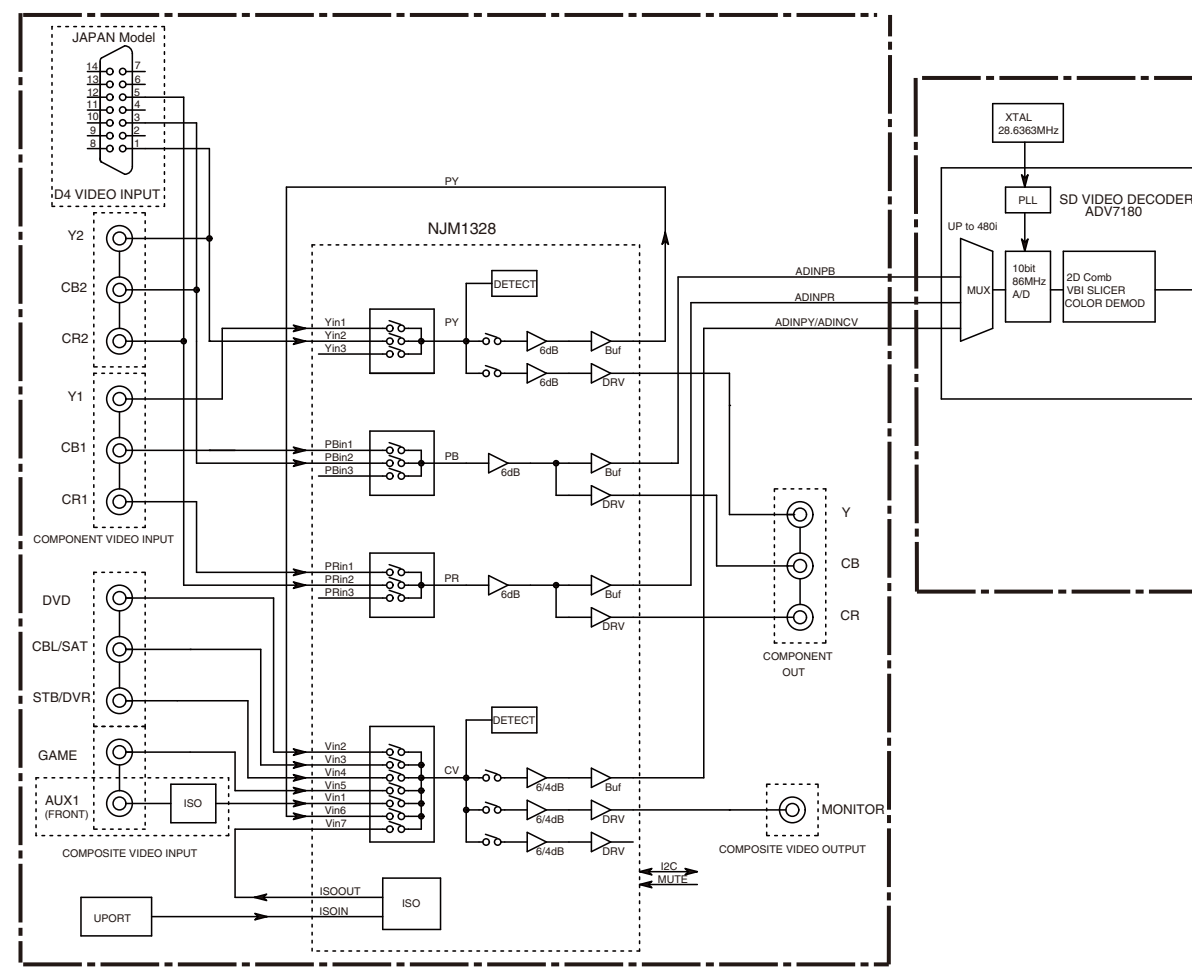 JAPAN Model
14
7
13
6
12
5
11
4
10
3
9
2
8
1
D4 VIDEO INPUT
Y2
CB2
CR2
Y1
CB1
CR1
COMPONENT VIDEO INPUT
DVD
CBL/SAT
STB/DVR
GAME
AUX1
(FRONT)
ISO
COMPOSITE VIDEO INPUT
UPORT
PY
NJM1328
DETECT
Yin1
Yin2
Yin3
PY
6dB
Buf
6dB
DRV
PBin1
PBin2
PBin3
PB
6dB
Buf
DRV
PRin1
PRin2
PRin3
PR
6dB
Buf
DRV
DETECT
Vin2
Vin3
Vin4
Vin5
Vin1
Vin6
Vin7
CV
6/4dB
Buf
6/4dB
DRV
6/4dB
DRV
I2C
MUTE
ISOOUT
ISOIN
ISO
ADINPB
ADINPR
ADINPY/ADINCV
Y
CB
CR
COMPONENT
OUT
MONITOR
COMPOSITE VIDEO OUTPUT
XTAL
28.6363MHz
PLL
SD VIDEO DECODER
ADV7180
UP to 480i
MUX
10bit
86MHz
A/D
2D Comb
VBI SLICER
COLOR DEMOD